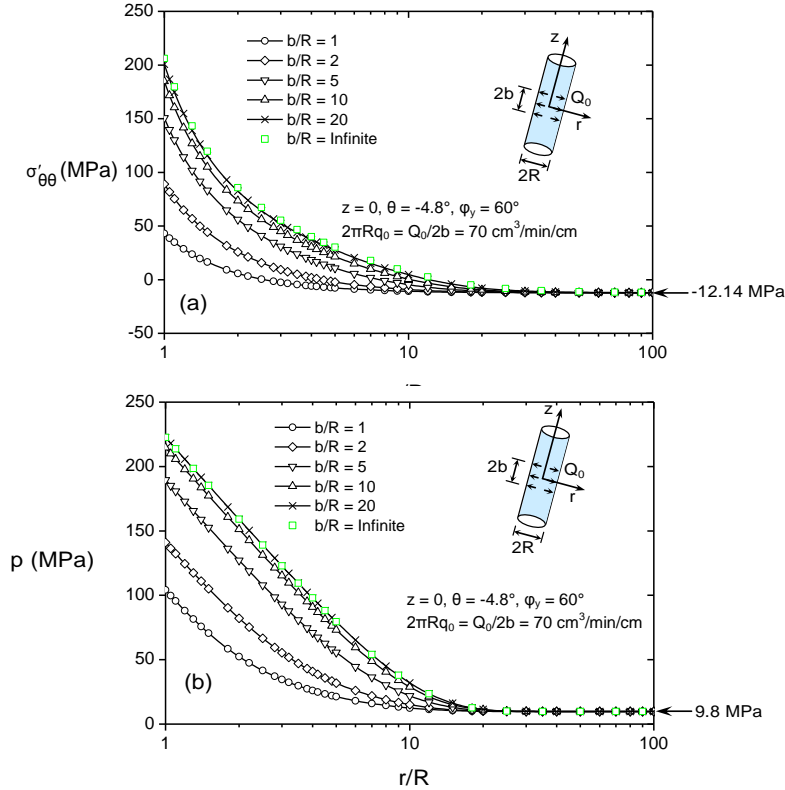 250
200
150
100
50
0
-50
σ′θθ (MPa)
b/R = 1
b/R = 2
b/R = 5
b/R = 10
b/R = 20
b/R = Infinite
z
2b
Q₀
r
2R
z = 0, θ = -4.8°, φy = 60°
2πRq₀ = Q₀/2b = 70 cm³/min/cm
(a)
-12.14 MPa
1
10
100
250
200
150
100
50
0
p (MPa)
b/R = 1
b/R = 2
b/R = 5
b/R = 10
b/R = 20
b/R = Infinite
z
2b
Q₀
r
2R
z = 0, θ = -4.8°, φy = 60°
2πRq₀ = Q₀/2b = 70 cm³/min/cm
(b)
9.8 MPa
1
10
100
r/R